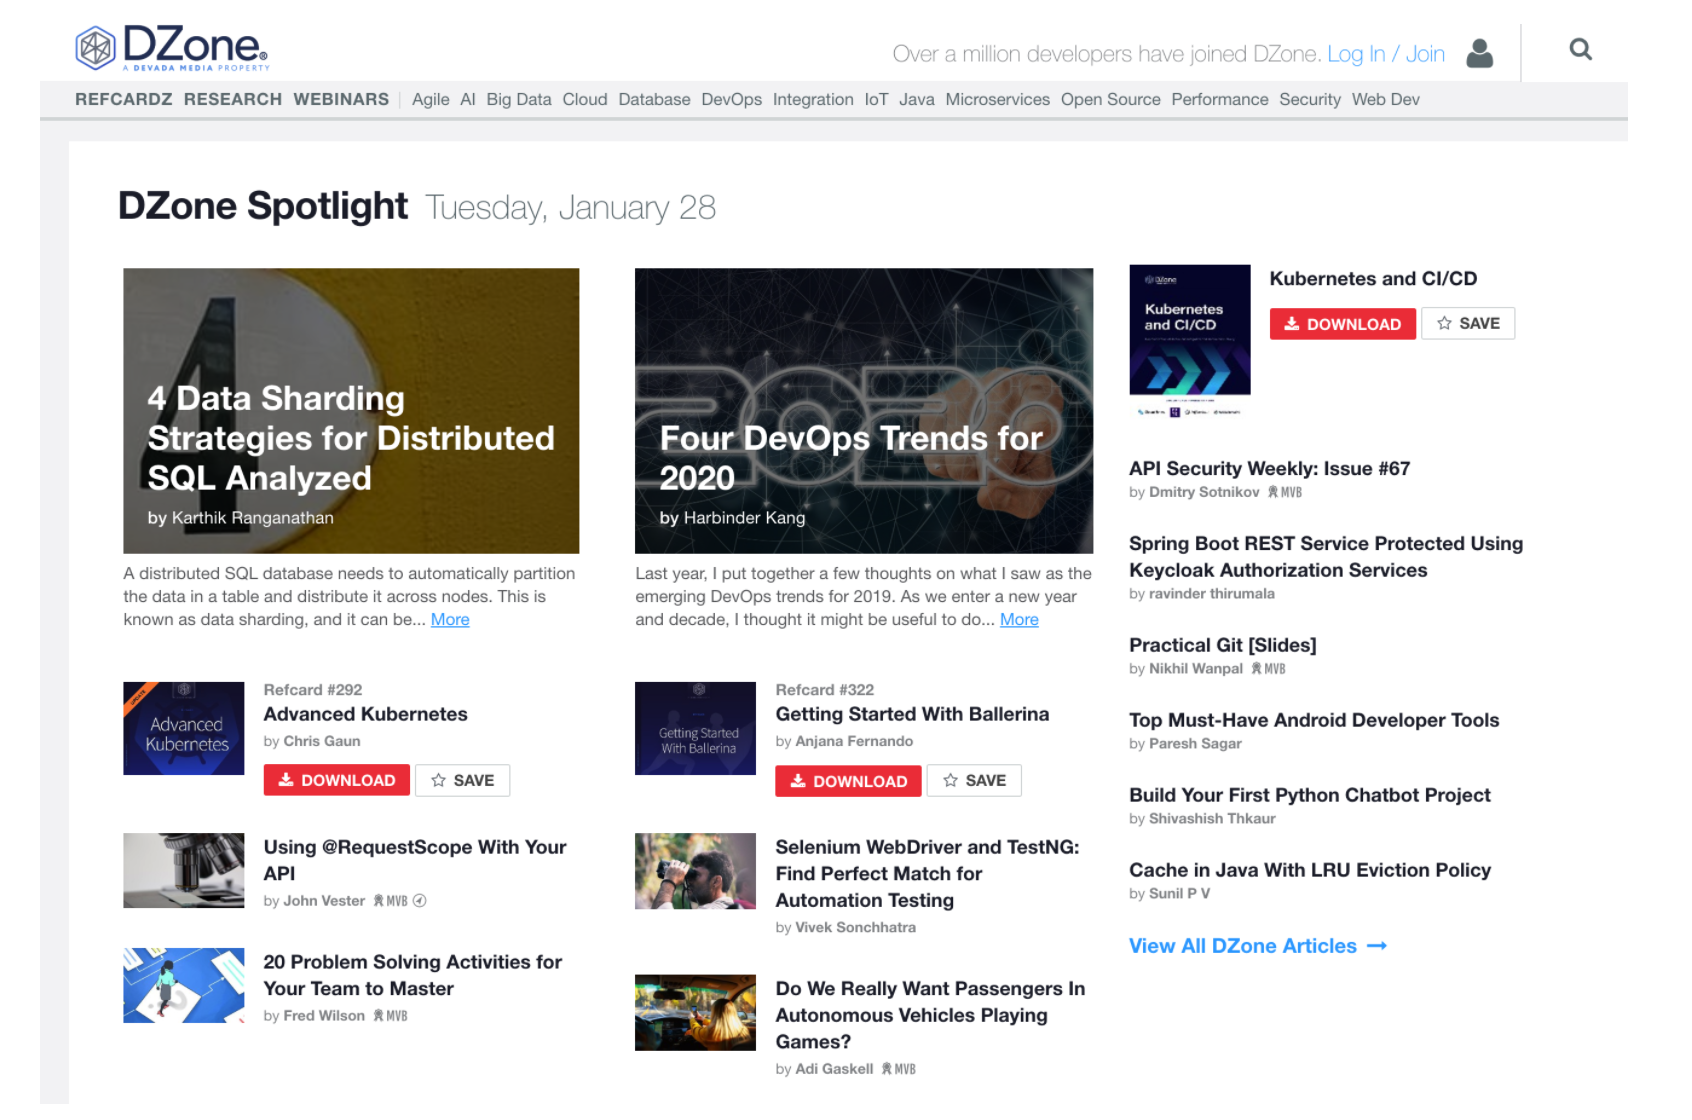 DZone®
A DEVADA MEDIA PROPERTY
Over a million developers have joined DZone. Log In / Join
REFCARDZ RESEARCH WEBINARS Agile AI Big Data Cloud Database DevOps Integration IoT Java Microservices Open Source Performance Security Web Dev
DZone Spotlight Tuesday, January 28
4 Data Sharding
Strategies for Distributed
SQL Analyzed
by Karthik Ranganathan
A distributed SQL database needs to automatically partition
the data in a table and distribute it across nodes. This is
known as data sharding, and it can be... More
2020
Four DevOps Trends for
2020
by Harbinder Kang
Last year, I put together a few thoughts on what I saw as the
emerging DevOps trends for 2019. As we enter a new year
and decade, I thought it might be useful to do... More
UPDATE
Advanced
Kubernetes
Refcard #292
Advanced Kubernetes
by Chris Gaun
DOWNLOAD SAVE
Using @RequestScope With Your
API
by John Vester MVB
20 Problem Solving Activities for
Your Team to Master
by Fred Wilson MVB
Getting Started
With Ballerina
Refcard #322
Getting Started With Ballerina
by Anjana Fernando
DOWNLOAD SAVE
Selenium WebDriver and TestNG:
Find Perfect Match for
Automation Testing
by Vivek Sonchhatra
Do We Really Want Passengers In
Autonomous Vehicles Playing
Games?
by Adi Gaskell MVB
DZone
Kubernetes
and CI/CD
Kubernetes and CI/CD
DOWNLOAD SAVE
API Security Weekly: Issue #67
by Dmitry Sotnikov MVB
Spring Boot REST Service Protected Using
Keycloak Authorization Services
by ravinder thirumala
Practical Git [Slides]
by Nikhil Wanpal MVB
Top Must-Have Android Developer Tools
by Paresh Sagar
Build Your First Python Chatbot Project
by Shivashish Thkaur
Cache in Java With LRU Eviction Policy
by Sunil P V
View All DZone Articles →